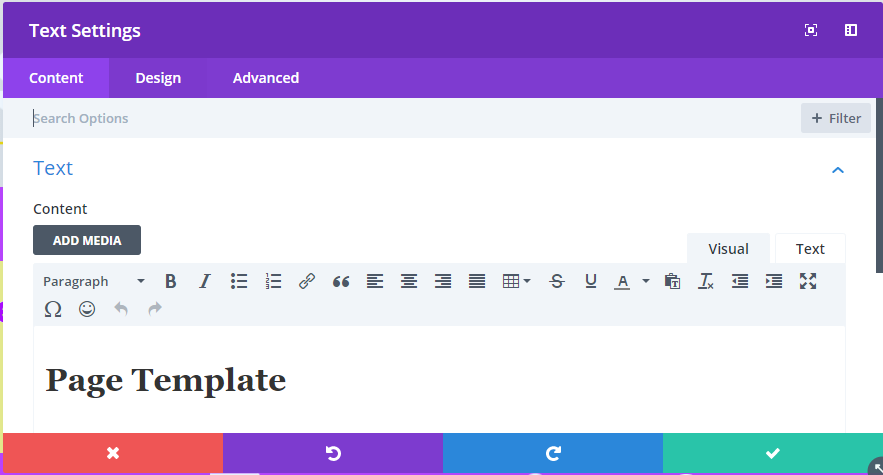 Text Settings
Content Design Advanced
Search Options + Filter
Text
Content
ADD MEDIA
Visual Text
Paragraph
Page Template